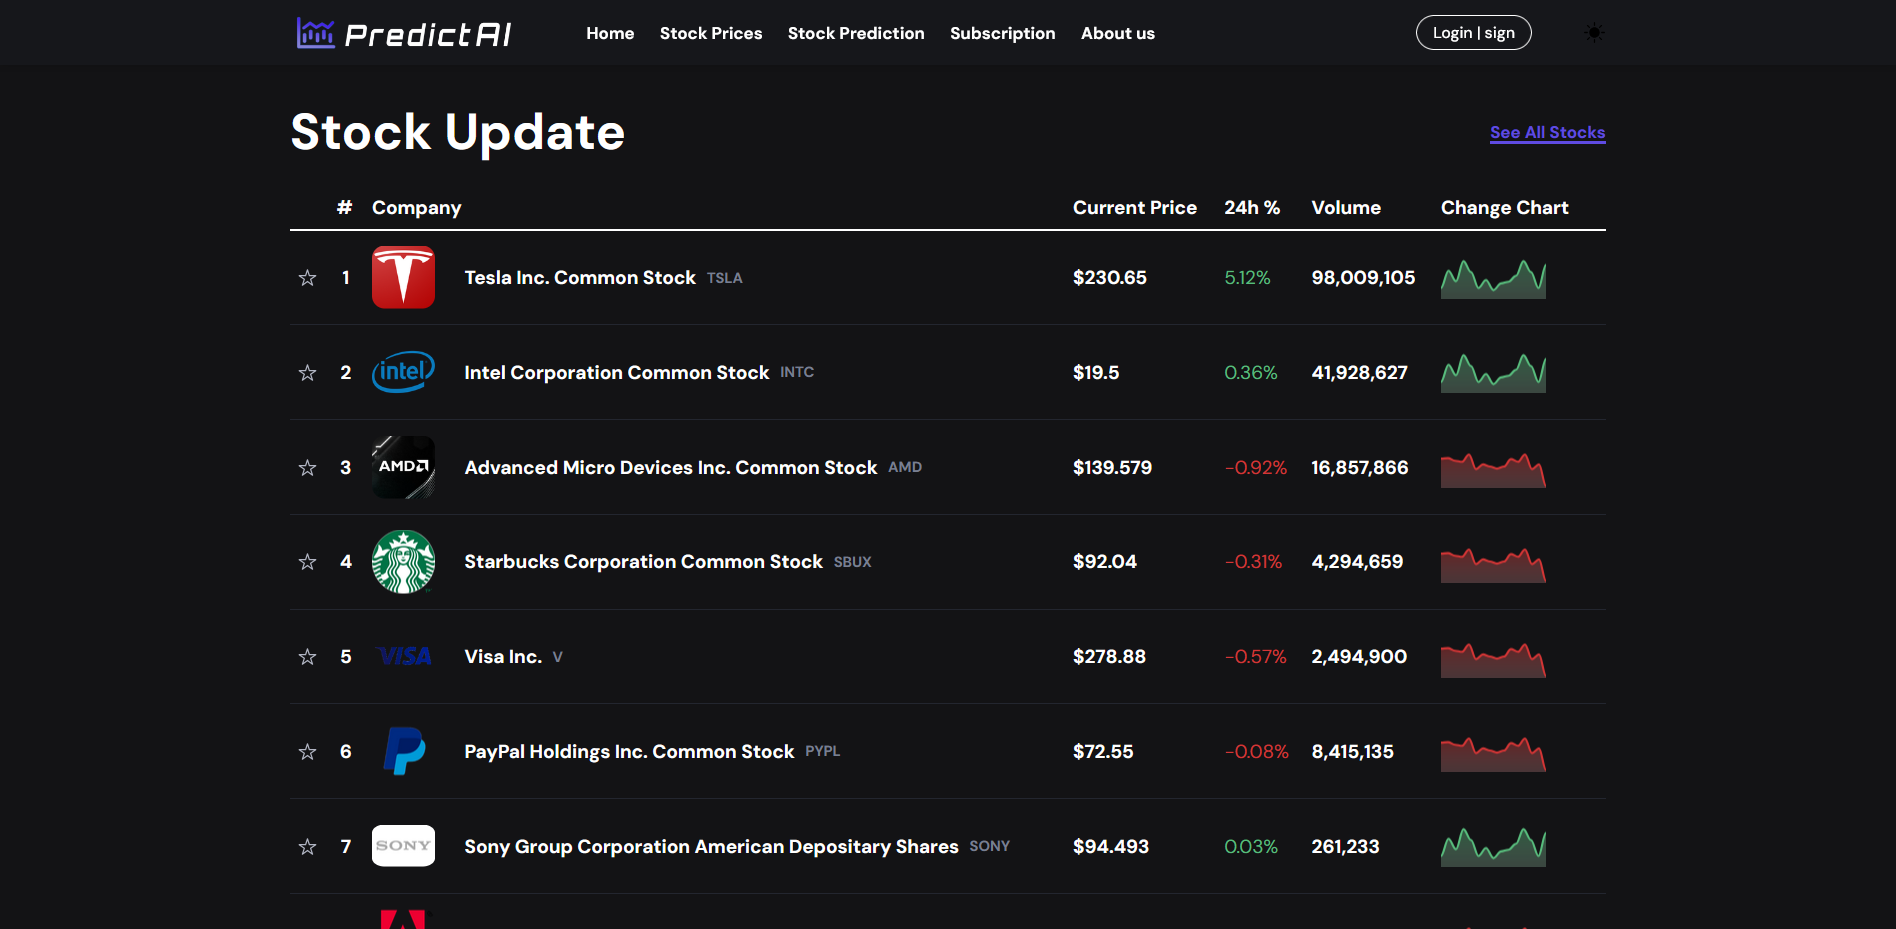 PredictAI Home Stock Prices Stock Prediction Subscription About us Login | sign
Stock Update See All Stocks
# Company Current Price 24h % Volume Change Chart
1 Tesla Inc. Common Stock TSLA $230.65 5.12% 98,009,105
intel 2 Intel Corporation Common Stock INTC $19.5 0.36% 41,928,627
3 AMD Advanced Micro Devices Inc. Common Stock AMD $139.579 -0.92% 16,857,866
4 Starbucks Corporation Common Stock SBUX $92.04 -0.31% 4,294,659
5 VISA Visa Inc. V $278.88 -0.57% 2,494,900
6 PayPal Holdings Inc. Common Stock PYPL $72.55 -0.08% 8,415,135
7 SONY Sony Group Corporation American Depositary Shares SONY $94.493 0.03% 261,233